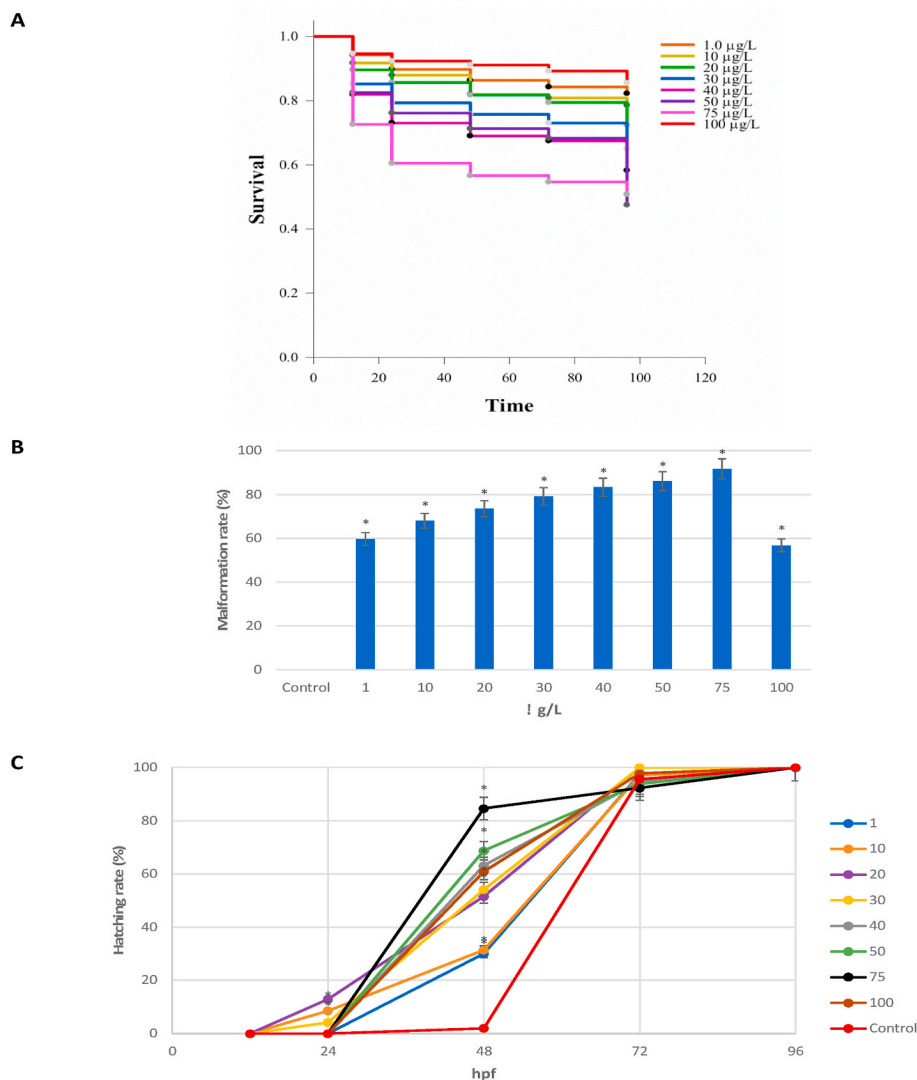 A
1.0
0.8
0.6
0.4
0.2
0.0
Survival
0 20 40 60 80 100 120
Time
1.0 µg/L
10 µg/L
20 µg/L
30 µg/L
40 µg/L
50 µg/L
75 µg/L
100 µg/L
B
100
80
60
40
20
0
Malformation rate (%)
* * * * * * * *
Control 1 10 20 30 40 50 75 100
! g/L
C
100
80
60
40
20
0
Hatching rate (%)
0 24 48 72 96
hpf
1
10
20
30
40
50
75
100
Control